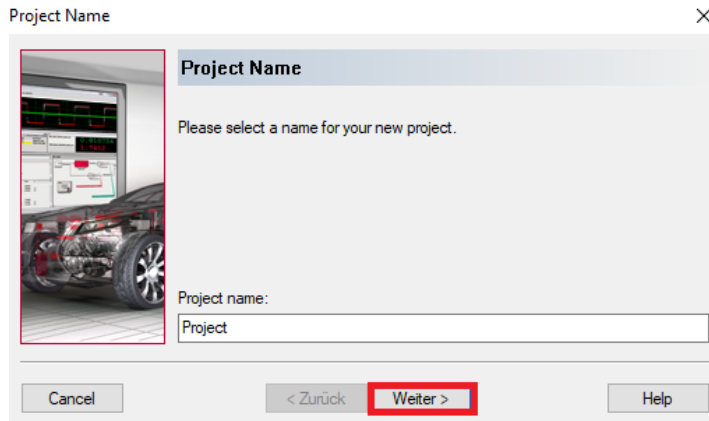 Project Name
Project Name
Please select a name for your new project.
Project name:
Project
Cancel
< Zurück
Weiter >
Help